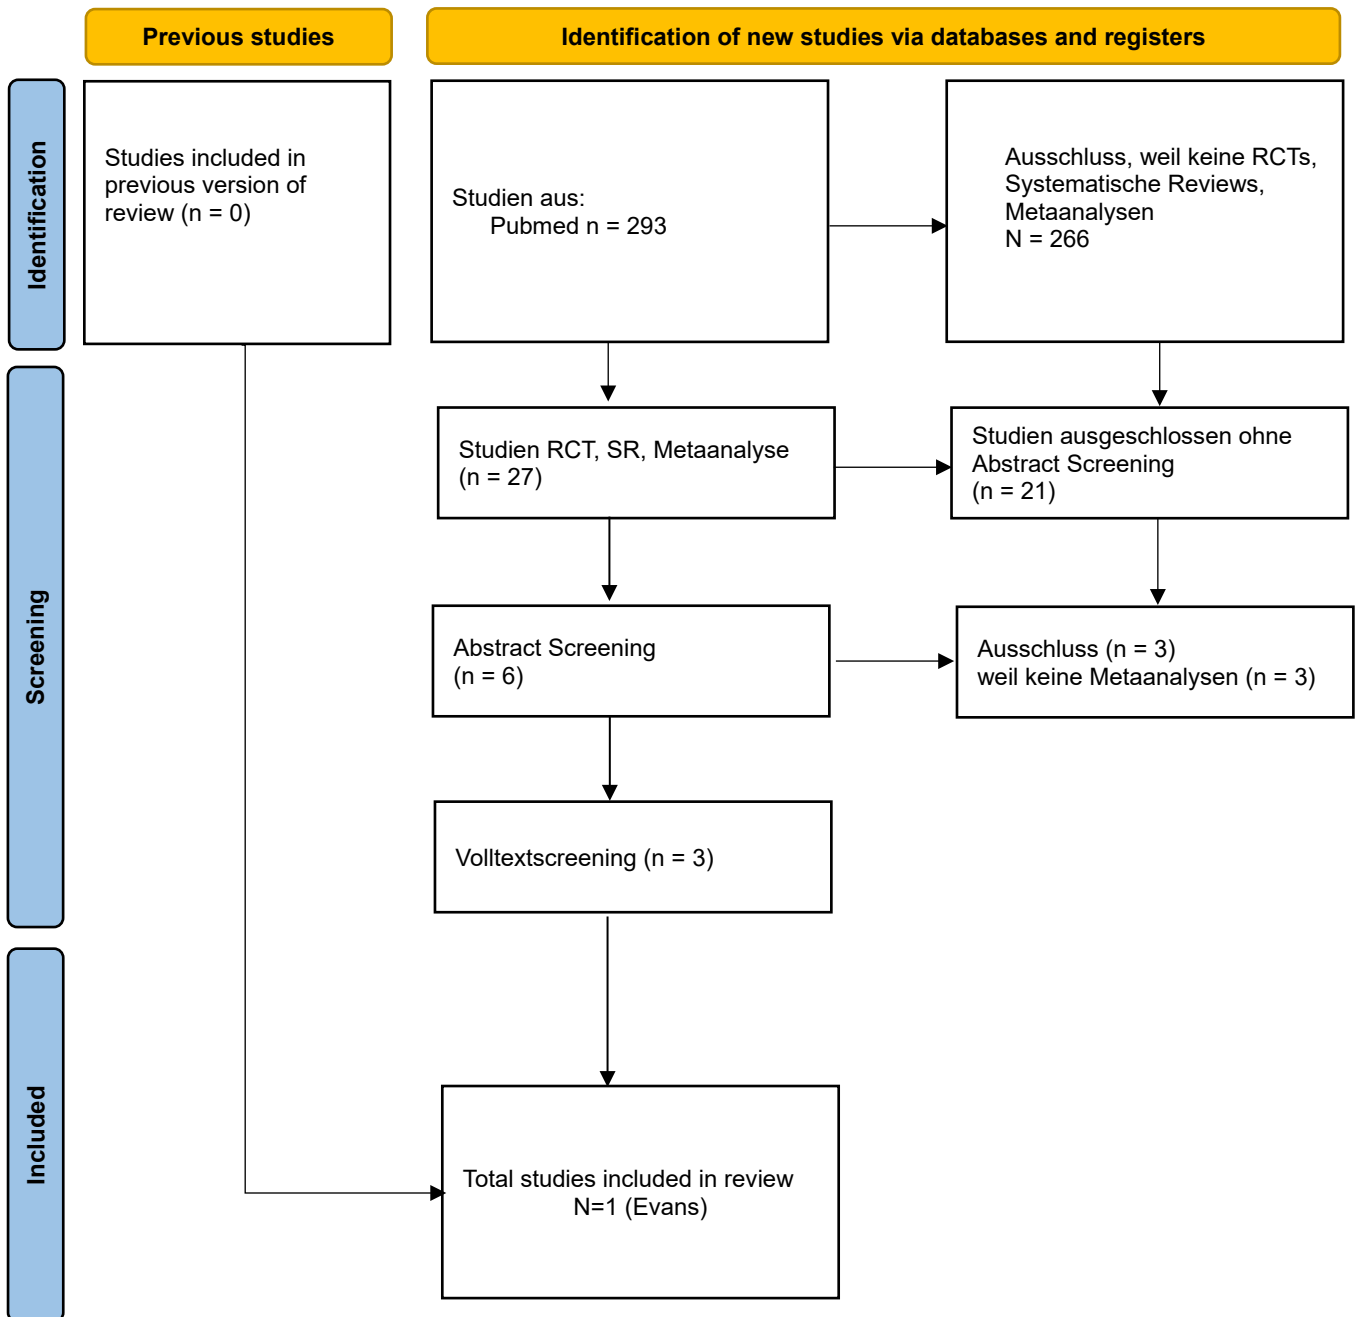 Previous studies
Identification of new studies via databases and registers
Identification
Studies included in
previous version of
review (n = 0)
Studien aus:
Pubmed n = 293
Ausschluss, weil keine RCTs,
Systematische Reviews,
Metaanalysen
N = 266
Screening
Studien RCT, SR, Metaanalyse
(n = 27)
Studien ausgeschlossen ohne
Abstract Screening
(n = 21)
Abstract Screening
(n = 6)
Ausschluss (n = 3)
weil keine Metaanalysen (n = 3)
Volltextscreening (n = 3)
Included
Total studies included in review
N=1 (Evans)